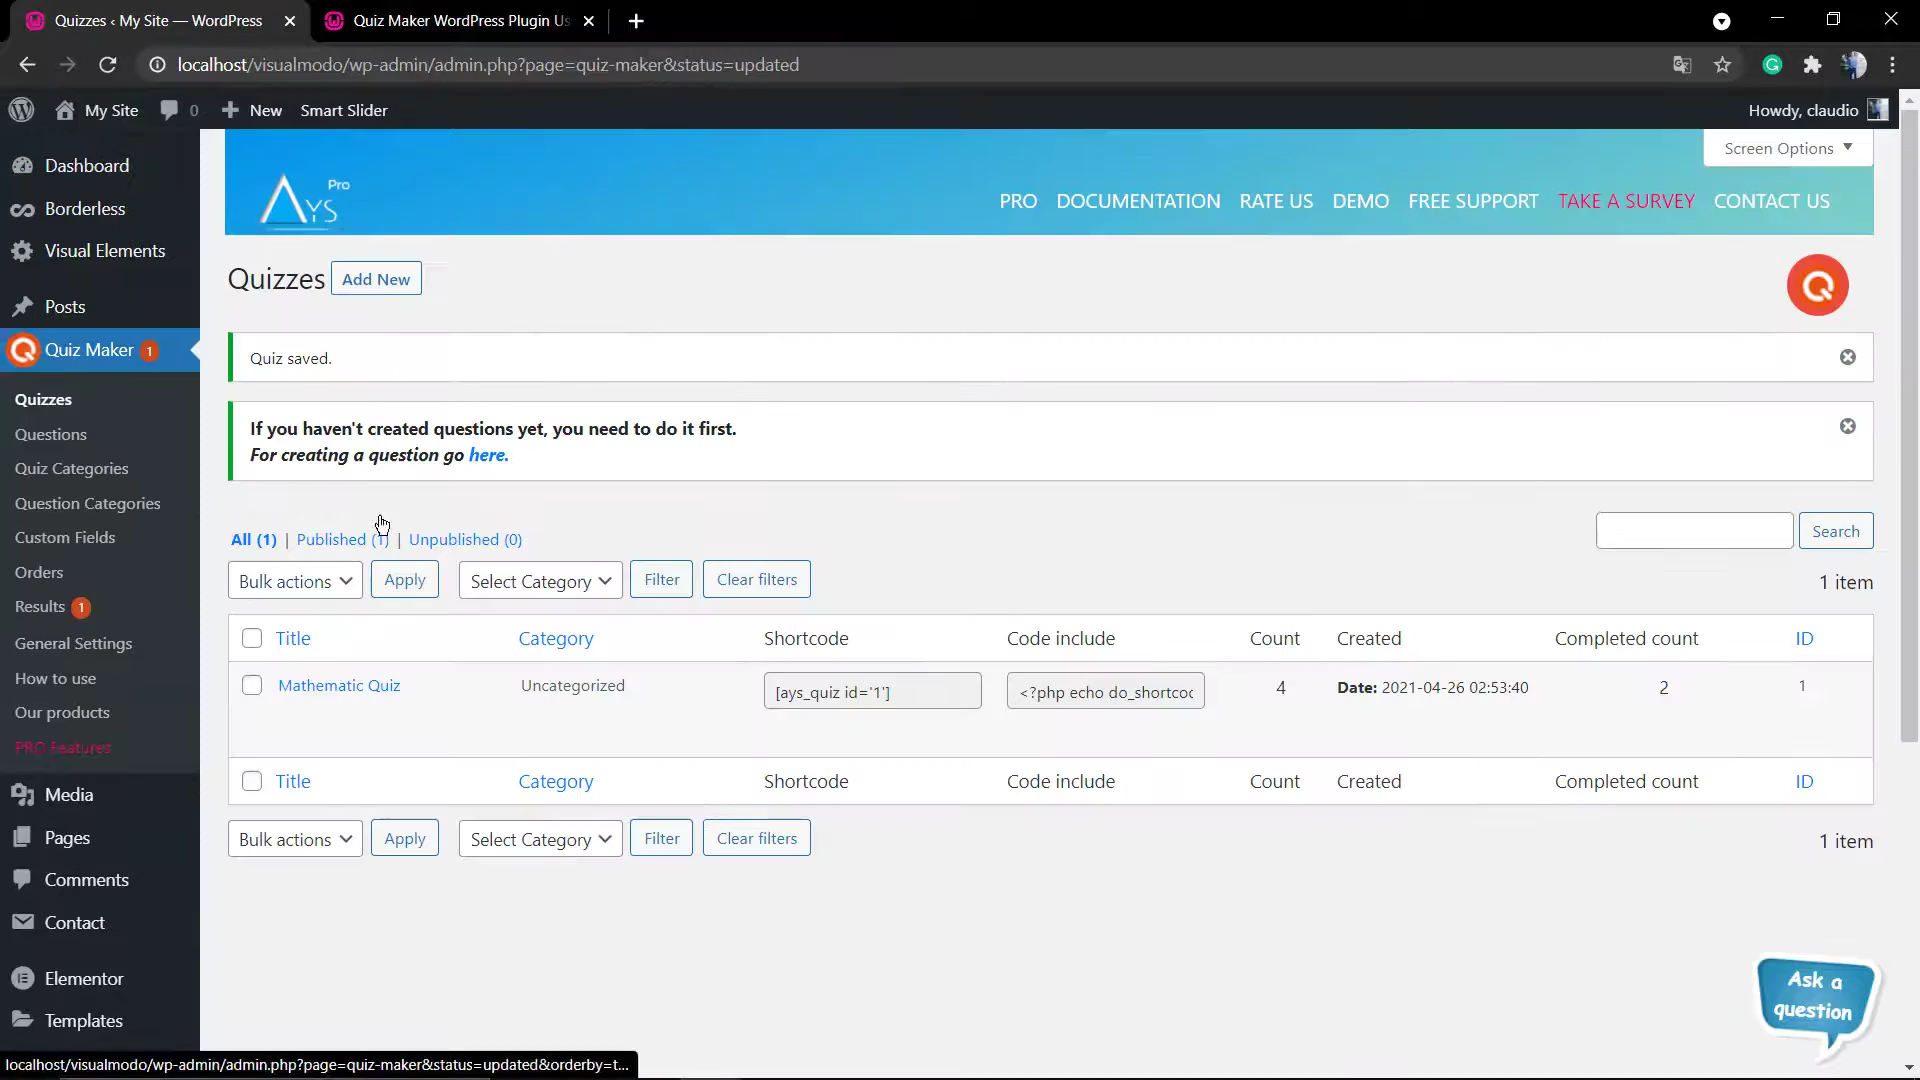 Quizzes ‹ My Site — WordPress
Quiz Maker WordPress Plugin Us
localhost/visualmodo/wp-admin/admin.php?page=quiz-maker&status=updated
My Site
0
New
Smart Slider
Howdy, claudio
Dashboard
Borderless
Visual Elements
Posts
Quiz Maker 1
Quizzes
Questions
Quiz Categories
Question Categories
Custom Fields
Orders
Results 1
General Settings
How to use
Our products
PRO Features
Media
Pages
Comments
Contact
Elementor
Templates
Screen Options
AYS Pro
PRO
DOCUMENTATION
RATE US
DEMO
FREE SUPPORT
TAKE A SURVEY
CONTACT US
Quizzes
Add New
Quiz saved.
If you haven't created questions yet, you need to do it first.
For creating a question go here.
All (1) | Published (1) | Unpublished (0)
Search
Bulk actions
Apply
Select Category
Filter
Clear filters
1 item
Title
Category
Shortcode
Code include
Count
Created
Completed count
ID
Mathematic Quiz
Uncategorized
[ays_quiz id='1']
<?php echo do_shortcoc
4
Date: 2021-04-26 02:53:40
2
1
Title
Category
Shortcode
Code include
Count
Created
Completed count
ID
Bulk actions
Apply
Select Category
Filter
Clear filters
1 item
Ask a
question
localhost/visualmodo/wp-admin/admin.php?page=quiz-maker&status=updated&orderby=t...